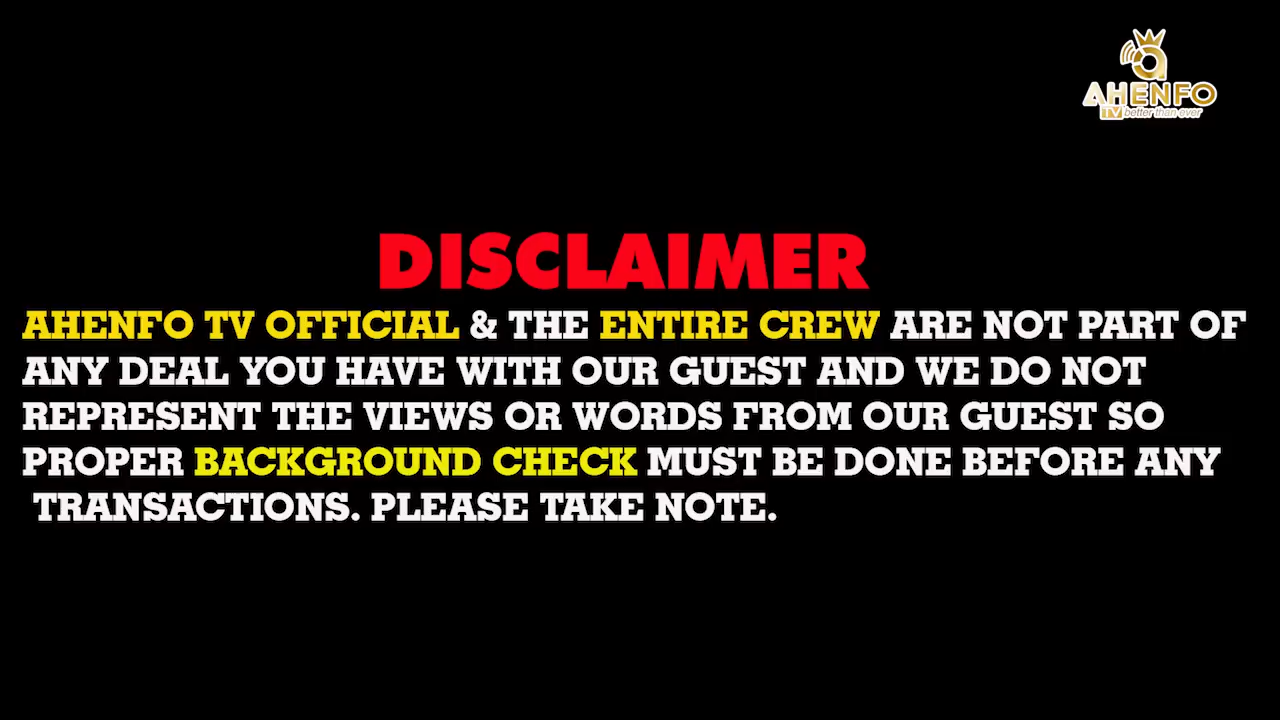 AHENFO
TV better than ever
DISCLAIMER
AHENFO TV OFFICIAL & THE ENTIRE CREW ARE NOT PART OF
ANY DEAL YOU HAVE WITH OUR GUEST AND WE DO NOT
REPRESENT THE VIEWS OR WORDS FROM OUR GUEST SO
PROPER BACKGROUND CHECK MUST BE DONE BEFORE ANY
TRANSACTIONS. PLEASE TAKE NOTE.